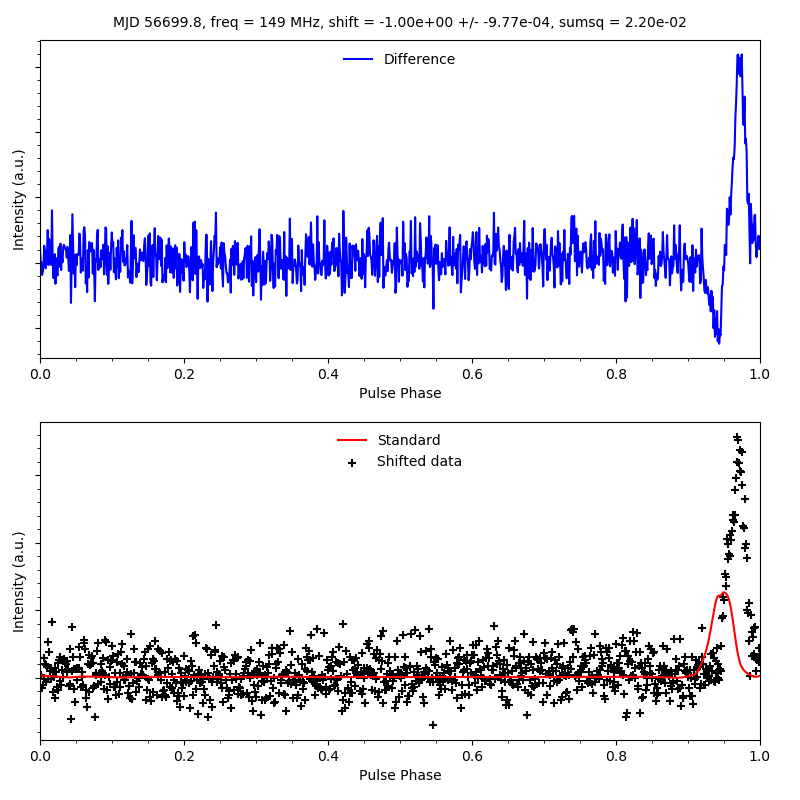 MJD 56699.8, freq = 149 MHz, shift = -1.00e+00 +/- -9.77e-04, sumsq = 2.20e-02
Difference
Intensity (a.u.)
0.0 0.2 0.4 0.6 0.8 1.0
Pulse Phase
Standard
Shifted data
Intensity (a.u.)
0.0 0.2 0.4 0.6 0.8 1.0
Pulse Phase